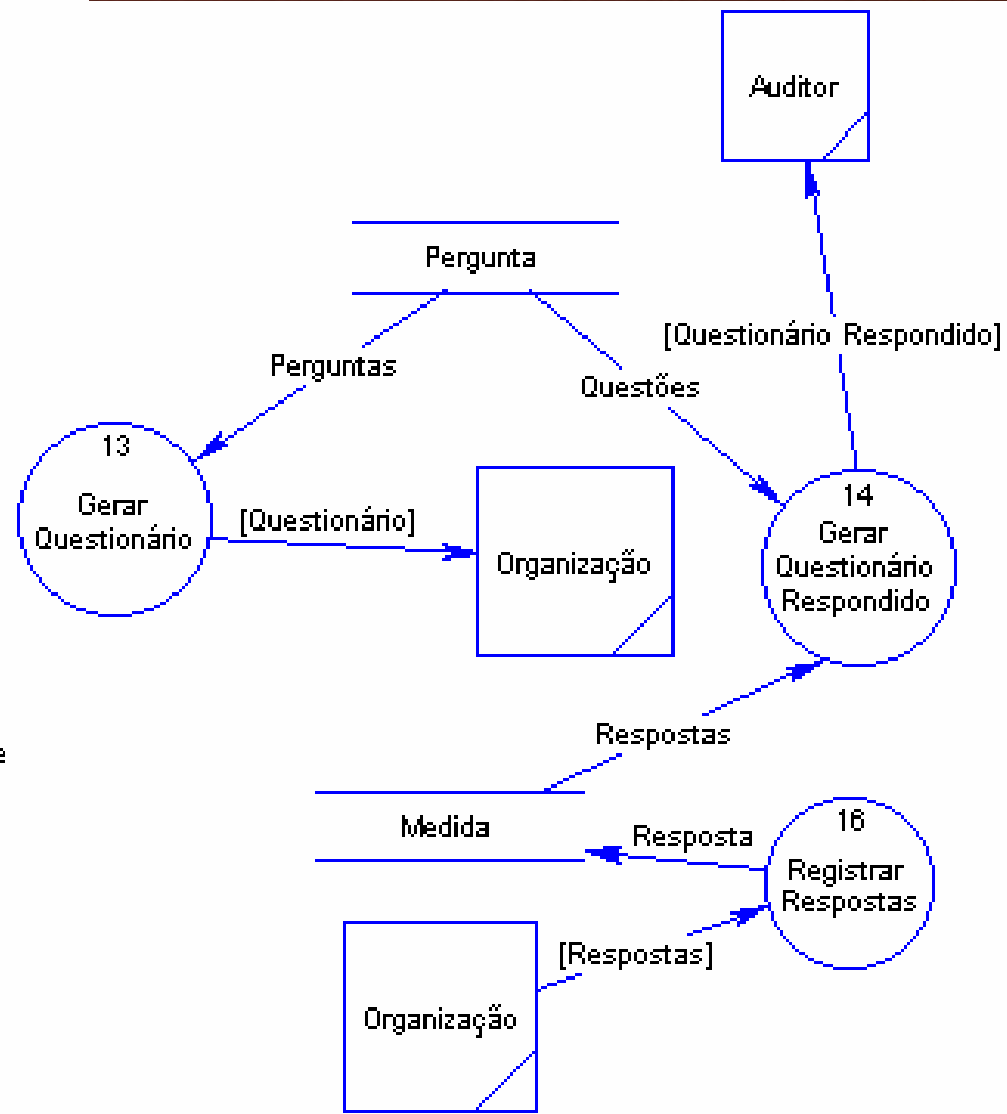 Auditor
Pergunta
[Questionário Respondido]
Perguntas
Questões
13
Gerar
Questionário
[Questionário]
Organização
14
Gerar
Questionário
Respondido
Respostas
e
Medida
Resposta
16
Registrar
Respostas
[Respostas]
Organização